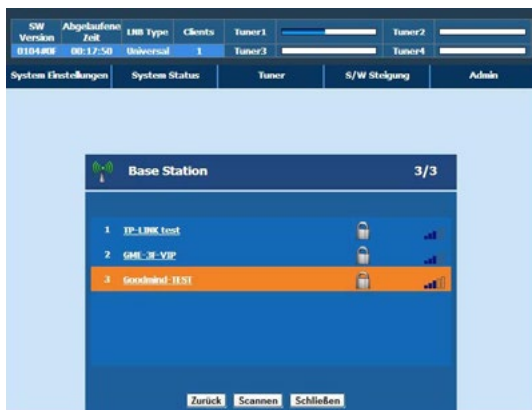 SW Version Abgelaufene Zeit LNB Type Clients Tuner1 Tuner2
0104#0F 00:17:50 Universal 1 Tuner3 Tuner4
System Einstellungen System Status Tuner S/W Steigung Admin
Base Station 3/3
1 TP-LINK test
2 GME-3F-VIP
3 Goodmind-TEST
Zurück Scannen Schließen